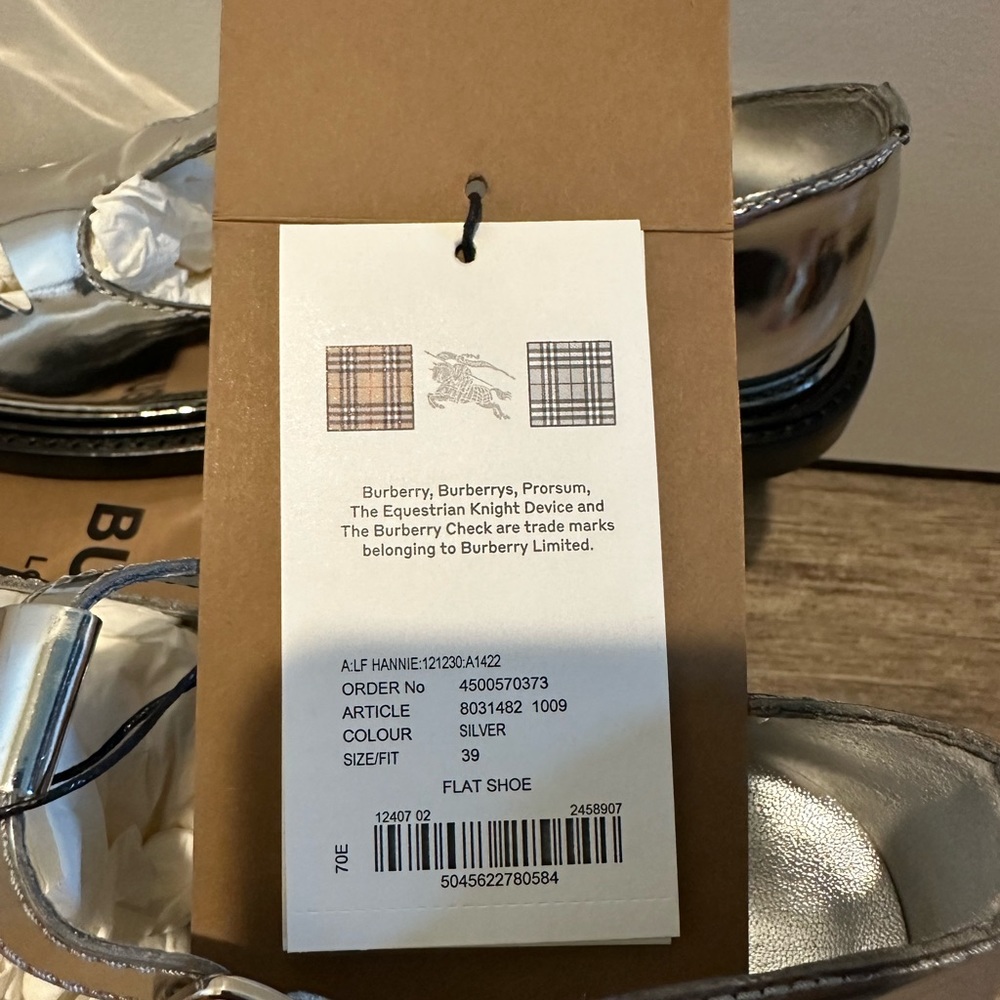 Burberry, Burberrys, Prorsum,
The Equestrian Knight Device and
The Burberry Check are trade marks
belonging to Burberry Limited.
A:LF HANNIE:121230:A1422
ORDER No 4500570373
ARTICLE 8031482 1009
COLOUR SILVER
SIZE/FIT 39
FLAT SHOE
12407 02 2458907
70E
5045622780584